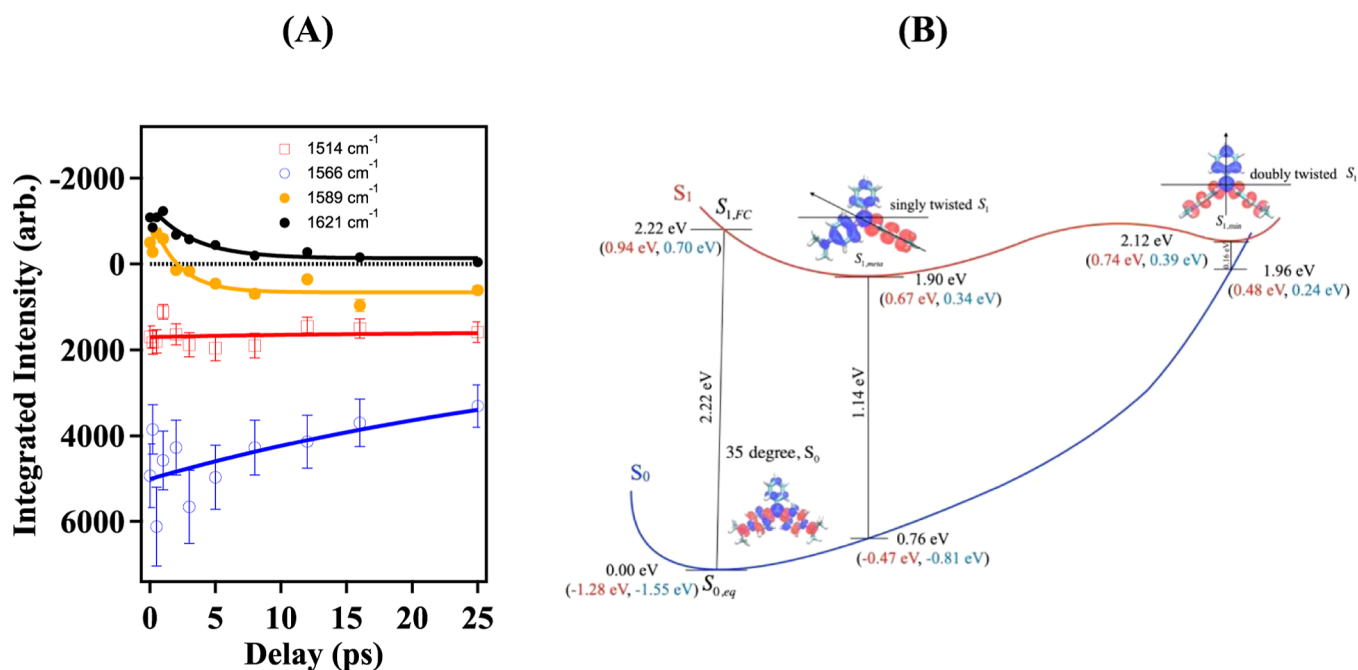 (A)
(B)
Integrated Intensity (arb.)
-2000
0
2000
4000
6000
1514 cm⁻¹
1566 cm⁻¹
1589 cm⁻¹
1621 cm⁻¹
0 5 10 15 20 25
Delay (ps)
S₁
S₁,FC
2.22 eV
(0.94 eV, 0.70 eV)
singly twisted S₁
S₁,meta
1.90 eV
(0.67 eV, 0.34 eV)
doubly twisted S₁
S₁,min
2.12 eV
(0.74 eV, 0.39 eV)
0.16 eV
1.96 eV
(0.48 eV, 0.24 eV)
2.22 eV
1.14 eV
35 degree, S₀
S₀
0.00 eV
(-1.28 eV, -1.55 eV)
S₀,eq
0.76 eV
(-0.47 eV, -0.81 eV)